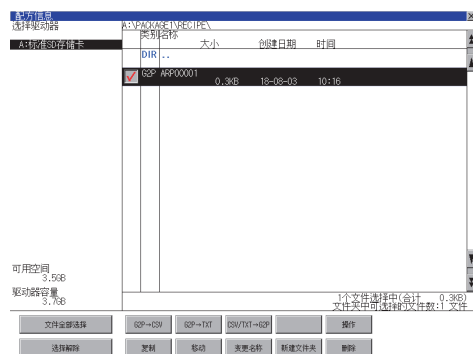 配方信息
选择驱动器
A:\PACKAGE1\RECIPE\
A:标准SD存储卡
类别名称
大小 创建日期 时间
DIR ..
G2P ARP00001
0.3KB 18-08-03 10:16
可用空间
3.5GB
驱动器容量
3.7GB
1个文件选择中(合计 0.3KB)
文件夹中可选择的文件数:1 文件
文件全部选择 G2P→CSV G2P→TXT CSV/TXT→G2P 操作
选择解除 复制 移动 变更名称 新建文件夹 删除